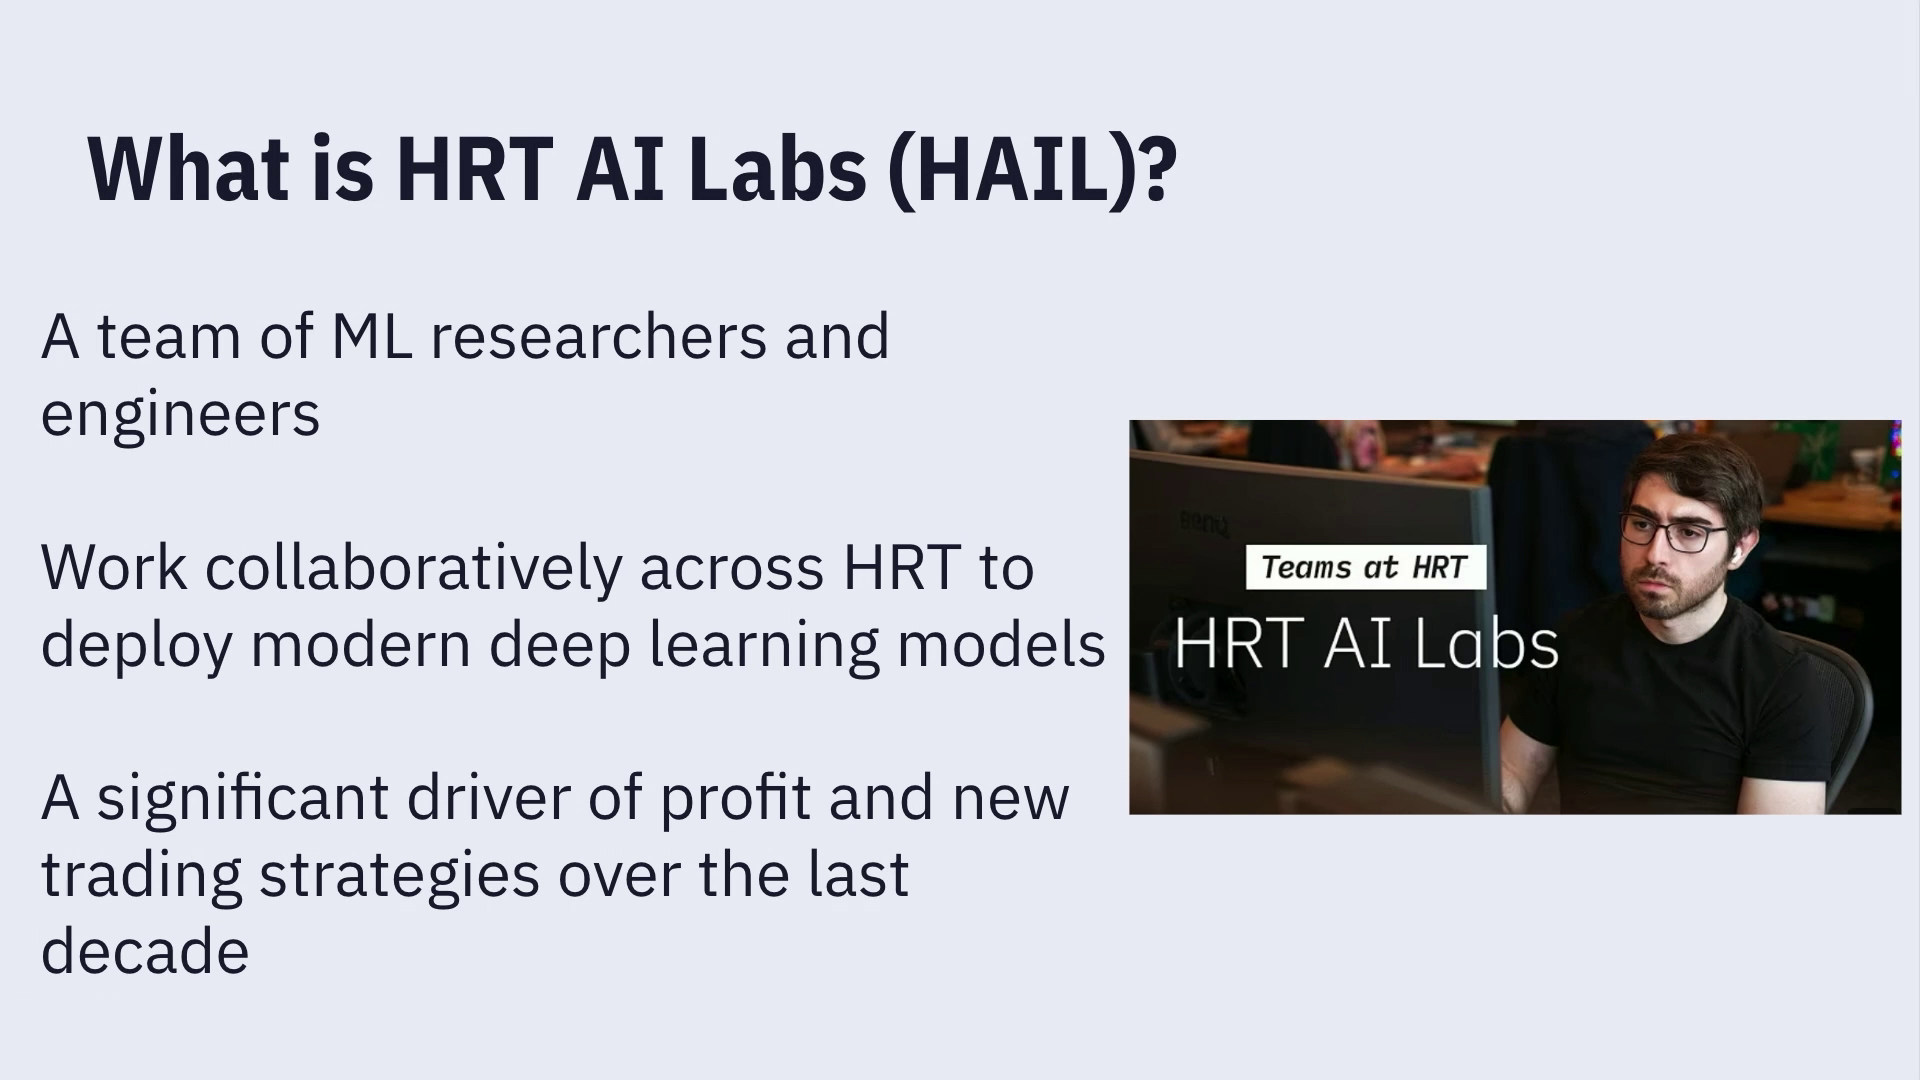 What is HRT AI Labs (HAIL)?
A team of ML researchers and
engineers
Work collaboratively across HRT to
deploy modern deep learning models
A significant driver of profit and new
trading strategies over the last
decade
BenQ
Teams at HRT
HRT AI Labs